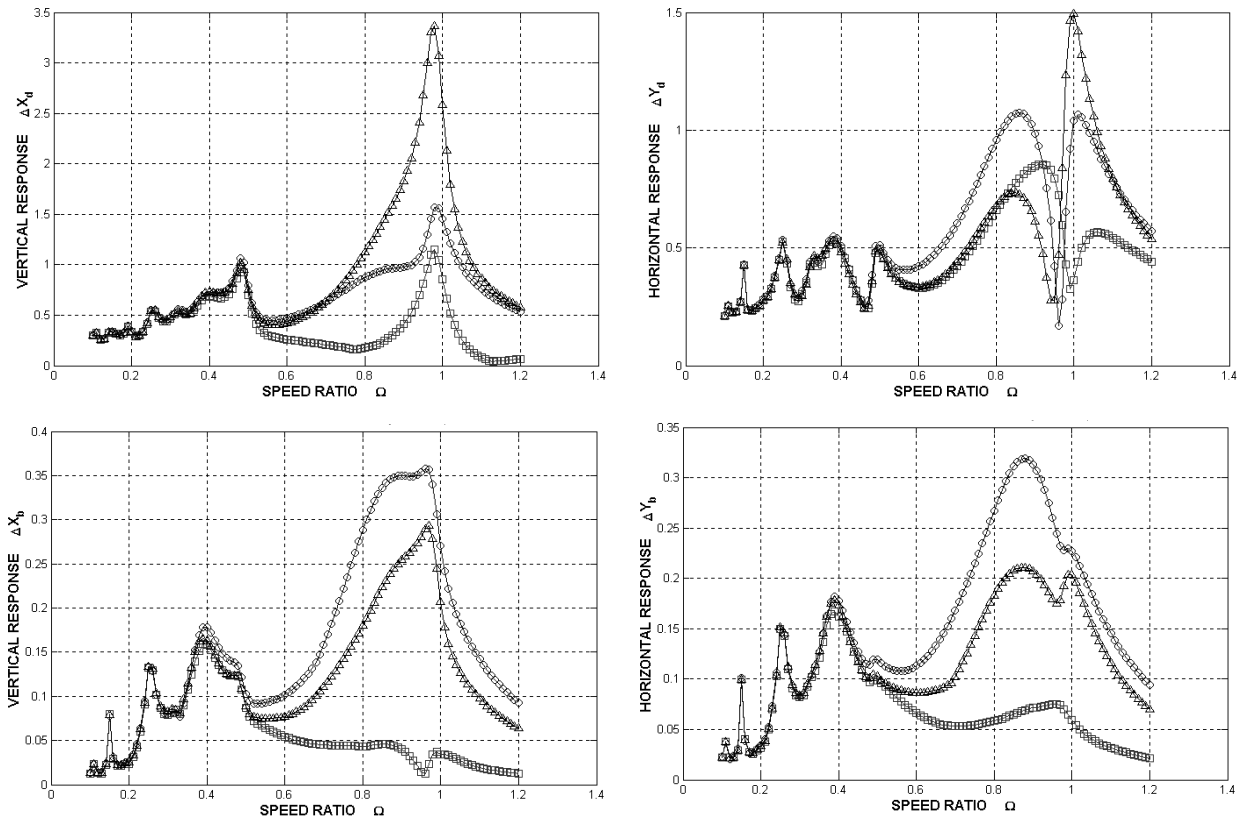 4
3.5
3
2.5
2
1.5
1
0.5
0
0 0.2 0.4 0.6 0.8 1 1.2 1.4
VERTICAL RESPONSE Δ X_d
SPEED RATIO Ω
1.5
1
0.5
0
0 0.2 0.4 0.6 0.8 1 1.2 1.4
HORIZONTAL RESPONSE Δ Y_d
SPEED RATIO Ω
0.4
0.35
0.3
0.25
0.2
0.15
0.1
0.05
0
0 0.2 0.4 0.6 0.8 1 1.2 1.4
VERTICAL RESPONSE Δ X_b
SPEED RATIO Ω
0.35
0.3
0.25
0.2
0.15
0.1
0.05
0
0 0.2 0.4 0.6 0.8 1 1.2 1.4
HORIZONTAL RESPONSE Δ Y_b
SPEED RATIO Ω